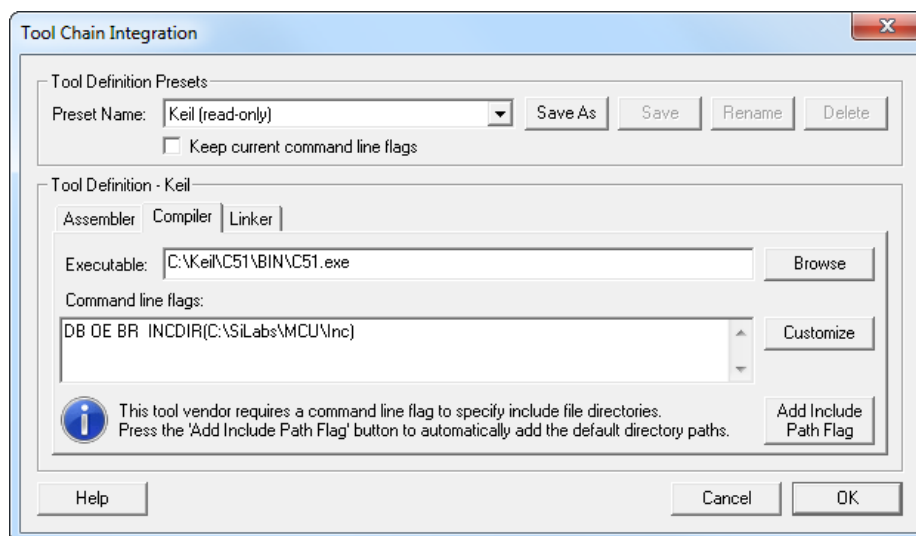 Tool Chain Integration
Tool Definition Presets
Preset Name: Keil (read-only) Save As Save Rename Delete
Keep current command line flags
Tool Definition - Keil
Assembler Compiler Linker
Executable: C:\Keil\C51\BIN\C51.exe Browse
Command line flags:
DB OE BR  INCDIR(C:\SiLabs\MCU\Inc) Customize
This tool vendor requires a command line flag to specify include file directories.
Press the 'Add Include Path Flag' button to automatically add the default directory paths.
Add Include
Path Flag
Help Cancel OK